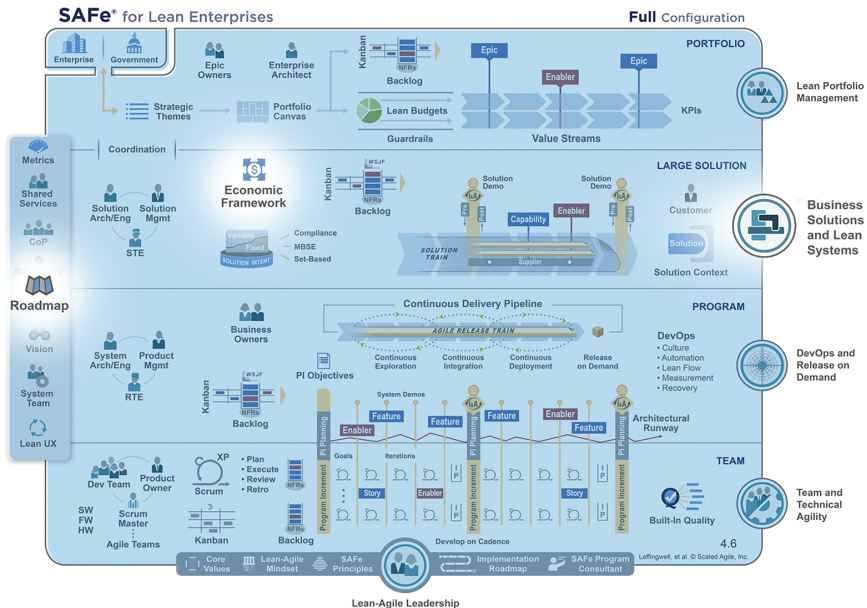 SAFe® for Lean Enterprises
Full Configuration
Enterprise
Government
Epic
Owners
Enterprise
Architect
Kanban
NFRs
Backlog
Epic
Enabler
Epic
PORTFOLIO
Lean Portfolio
Management
Strategic
Themes
Portfolio
Canvas
Lean Budgets
Guardrails
Value Streams
KPIs
Coordination
Metrics
Shared
Services
CoP
Roadmap
Vision
System
Team
Lean UX
Solution
Arch/Eng
Solution
Mgmt
STE
Economic
Framework
Variable
Fixed
SOLUTION INTENT
Compliance
MBSE
Set-Based
Kanban
WSJF
NFRs
Backlog
Solution
Demo
I&A
Pre
Post
Capability
Enabler
SOLUTION
TRAIN
Supplier
Solution
Demo
I&A
Pre
Post
LARGE SOLUTION
Customer
Solution
Solution Context
Business
Solutions
and Lean
Systems
System
Arch/Eng
Product
Mgmt
RTE
Business
Owners
Kanban
WSJF
NFRs
Backlog
PI Objectives
Continuous Delivery Pipeline
AGILE RELEASE TRAIN
Continuous
Exploration
Continuous
Integration
Continuous
Deployment
Release
on Demand
PROGRAM
DevOps
• Culture
• Automation
• Lean Flow
• Measurement
• Recovery
DevOps and
Release on
Demand
System Demos
PI Planning
Enabler
Feature
Feature
I&A
PI Planning
Feature
Enabler
Feature
I&A
PI Planning
Architectural
Runway
Dev Team
Product
Owner
Scrum
Master
SW
FW
HW
Agile Teams
XP
Scrum
• Plan
• Execute
• Review
• Retro
3
Kanban
NFRs
NFRs
Backlog
Program Increment
Goals
Iterations
Story
Enabler
IP
IP
Program Increment
Story
IP
IP
Program Increment
Develop on Cadence
TEAM
Built-In Quality
Team and
Technical
Agility
4.6
Leffingwell, et al. © Scaled Agile, Inc.
Core
Values
Lean-Agile
Mindset
SAFe
Principles
Implementation
Roadmap
SAFe Program
Consultant
Lean-Agile Leadership